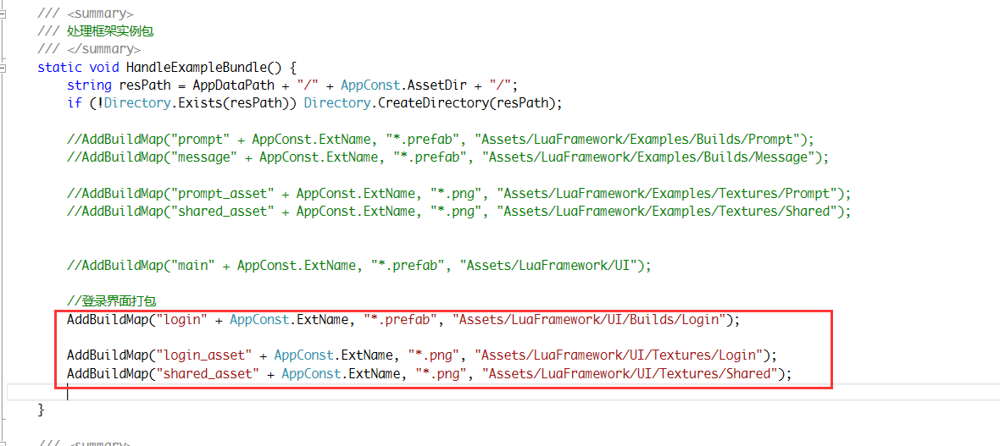 /// <summary>
/// 处理框架实例包
/// </summary>
static void HandleExampleBundle() {
string resPath = AppDataPath + "/" + AppConst.AssetDir + "/";
if (!Directory.Exists(resPath)) Directory.CreateDirectory(resPath);
//AddBuildMap("prompt" + AppConst.ExtName, "*.prefab", "Assets/LuaFramework/Examples/Builds/Prompt");
//AddBuildMap("message" + AppConst.ExtName, "*.prefab", "Assets/LuaFramework/Examples/Builds/Message");
//AddBuildMap("prompt_asset" + AppConst.ExtName, "*.png", "Assets/LuaFramework/Examples/Textures/Prompt");
//AddBuildMap("shared_asset" + AppConst.ExtName, "*.png", "Assets/LuaFramework/Examples/Textures/Shared");
//AddBuildMap("main" + AppConst.ExtName, "*.prefab", "Assets/LuaFramework/UI");
//登录界面打包
AddBuildMap("login" + AppConst.ExtName, "*.prefab", "Assets/LuaFramework/UI/Builds/Login");
AddBuildMap("login_asset" + AppConst.ExtName, "*.png", "Assets/LuaFramework/UI/Textures/Login");
AddBuildMap("shared_asset" + AppConst.ExtName, "*.png", "Assets/LuaFramework/UI/Textures/Shared");
}
/// <summary>